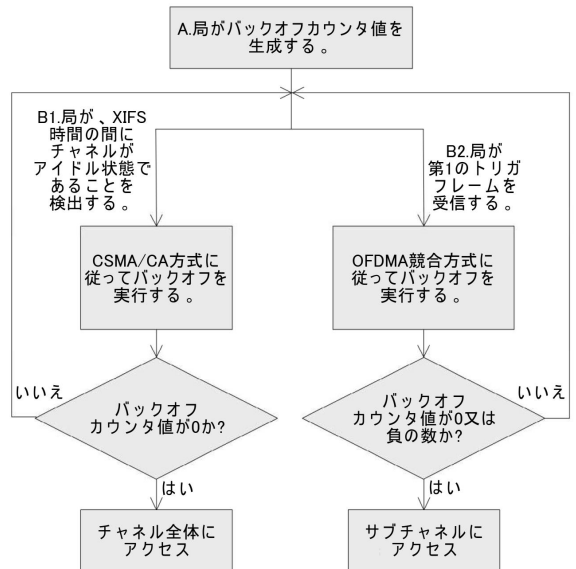 A.局がバックオフカウンタ値を
生成する。
B1.局が、XIFS
時間の間に
チャネルが
アイドル状態で
あることを
検出する。
B2.局が
第1のトリガ
フレームを
受信する。
CSMA/CA方式に
従ってバックオフを
実行する。
OFDMA競合方式に
従ってバックオフを
実行する。
いいえ
バックオフ
カウンタ値が0か?
バックオフ
カウンタ値が0又は
負の数か?
いいえ
はい
はい
チャネル全体に
アクセス
サブチャネルに
アクセス